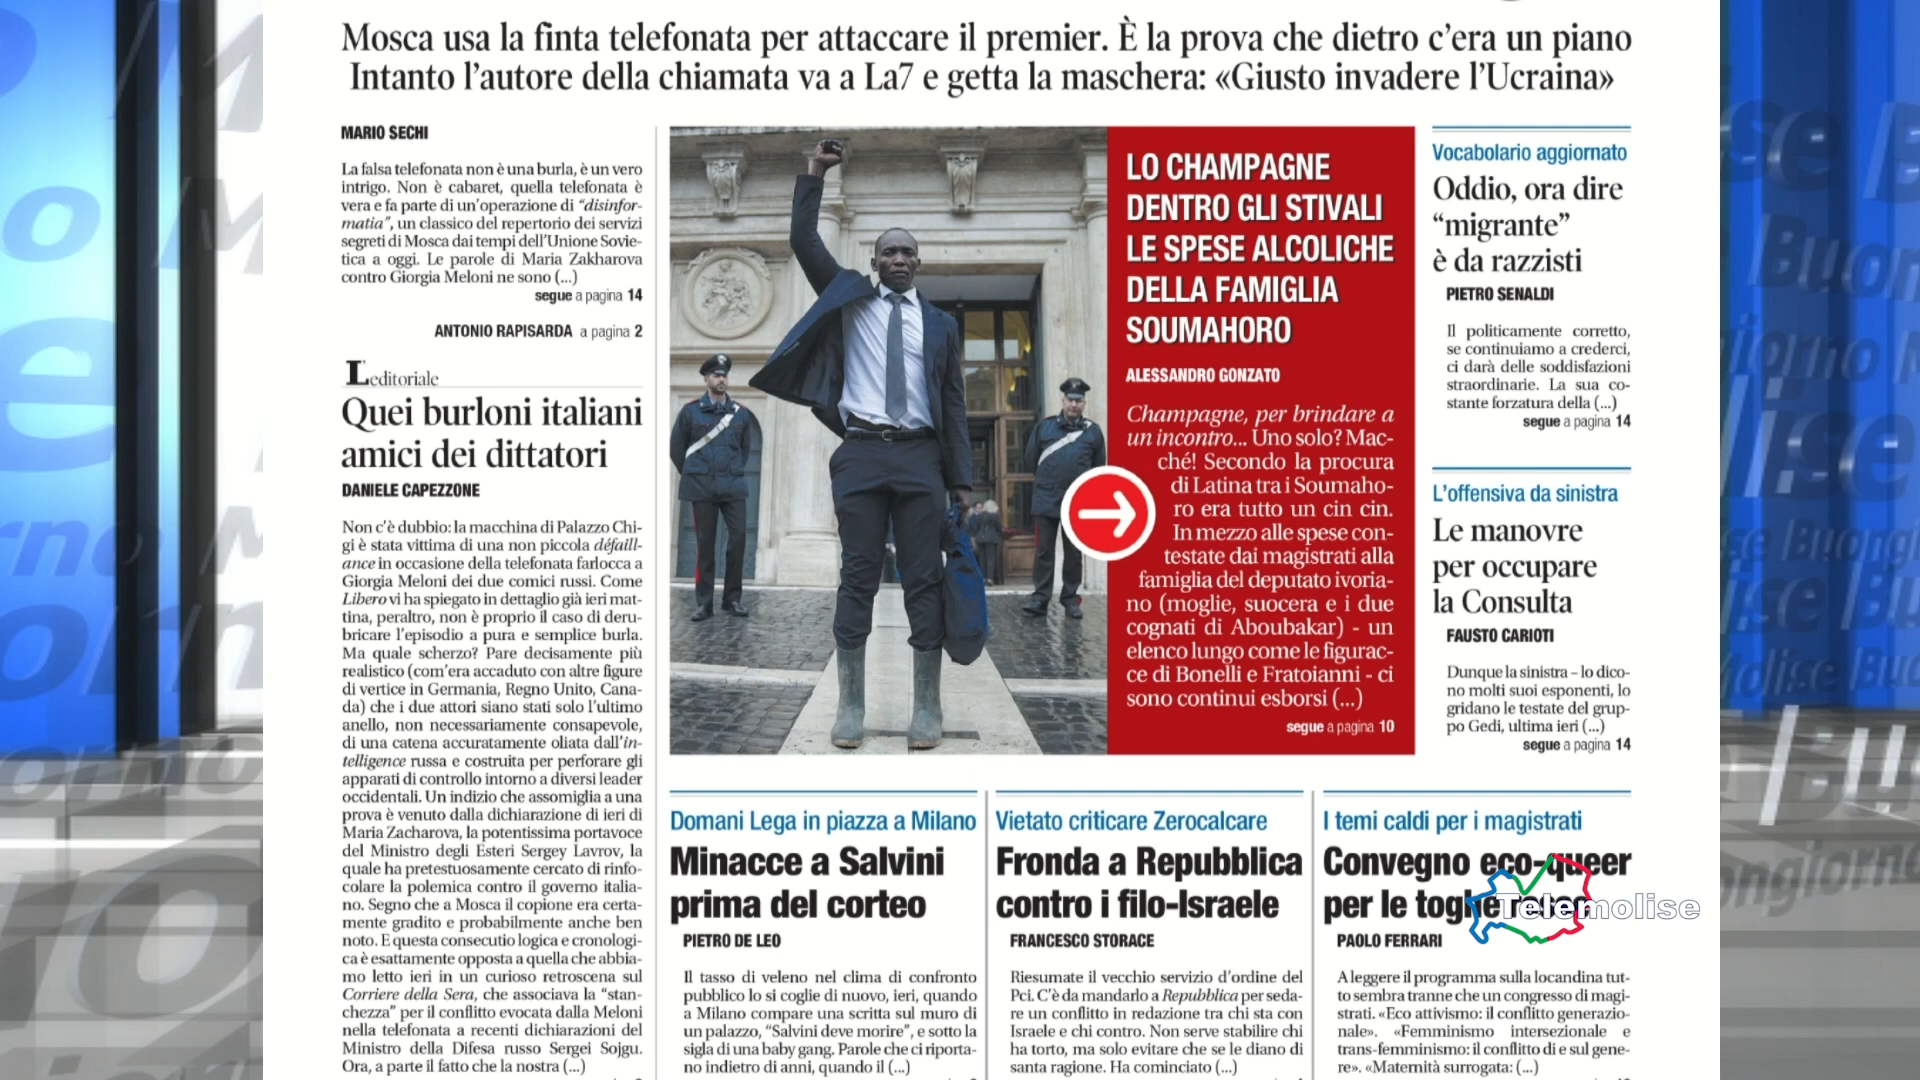 Mosca usa la finta telefonata per attaccare il premier. È la prova che dietro c’era un piano
Intanto l’autore della chiamata va a La7 e getta la maschera: «Giusto invadere l’Ucraina»
MARIO SECHI
La falsa telefonata non è una burla, è un vero
intrigo. Non è cabaret, quella telefonata è
vera e fa parte di un’operazione di “disinfor-
matia”, un classico del repertorio dei servizi
segreti di Mosca dai tempi dell’Unione Sovie-
tica a oggi. Le parole di Maria Zakharova
contro Giorgia Meloni ne sono (...)
segue a pagina 14
ANTONIO RAPISARDA a pagina 2
L’editoriale
Quei burloni italiani
amici dei dittatori
DANIELE CAPEZZONE
Non c’è dubbio: la macchina di Palazzo Chi-
gi è stata vittima di una non piccola défaill-
ance in occasione della telefonata farlocca a
Giorgia Meloni dei due comici russi. Come
Libero vi ha spiegato in dettaglio già ieri mat-
tina, peraltro, non è proprio il caso di deru-
bricare l’episodio a pura e semplice burla.
Ma quale scherzo? Pare decisamente più
realistico (com’era accaduto con altre figure
di vertice in Germania, Regno Unito, Cana-
da) che i due attori siano stati solo l’ultimo
anello, non necessariamente consapevole,
di una catena accuratamente oliata dall’in-
telligence russa e costruita per perforare gli
apparati di controllo intorno a diversi leader
occidentali. Un indizio che assomiglia a una
prova è venuto dalla dichiarazione di ieri di
Maria Zacharova, la potentissima portavoce
del Ministro degli Esteri Sergey Lavrov, la
quale ha pretestuosamente cercato di rinfo-
colare la polemica contro il governo italia-
no. Segno che a Mosca il copione era certa-
mente gradito e probabilmente anche ben
noto. E questa consecutio logica e cronologi-
ca è esattamente opposta a quella che abbia-
mo letto ieri in un curioso retroscena sul
Corriere della Sera, che associava la “stan-
chezza” per il conflitto evocata dalla Meloni
nella telefonata a recenti dichiarazioni del
Ministro della Difesa russo Sergei Sojgu.
Ora, a parte il fatto che la nostra (...)
LO CHAMPAGNE
DENTRO GLI STIVALI
LE SPESE ALCOLICHE
DELLA FAMIGLIA
SOUMAHORO
ALESSANDRO GONZATO
Champagne, per brindare a
un incontro... Uno solo? Mac-
ché! Secondo la procura
di Latina tra i Soumaho-
ro era tutto un cin cin.
In mezzo alle spese con-
testate dai magistrati alla
famiglia del deputato ivoria-
no (moglie, suocera e i due
cognati di Aboubakar) - un
elenco lungo come le figurac-
ce di Bonelli e Fratoianni - ci
sono continui esborsi (...)
segue a pagina 10
Vocabolario aggiornato
Oddio, ora dire
“migrante”
è da razzisti
PIETRO SENALDI
Il politicamente corretto,
se continuiamo a crederci,
ci darà delle soddisfazioni
straordinarie. La sua co-
stante forzatura della (...)
segue a pagina 14
L’offensiva da sinistra
Le manovre
per occupare
la Consulta
FAUSTO CARIOTI
Dunque la sinistra – lo dico-
no molti suoi esponenti, lo
gridano le testate del grup-
po Gedi, ultima ieri (...)
segue a pagina 14
Domani Lega in piazza a Milano
Minacce a Salvini
prima del corteo
PIETRO DE LEO
Il tasso di veleno nel clima di confronto
pubblico lo si coglie di nuovo, ieri, quando
a Milano compare una scritta sul muro di
un palazzo, “Salvini deve morire”, e sotto la
sigla di una baby gang. Parole che ci riporta-
no indietro di anni, quando il (...)
Vietato criticare Zerocalcare
Fronda a Repubblica
contro i filo-Israele
FRANCESCO STORACE
Riesumate il vecchio servizio d’ordine del
Pci. C’è da mandarlo a Repubblica per seda-
re un conflitto in redazione tra chi sta con
Israele e chi contro. Non serve stabilire chi
ha torto, ma solo evitare che se le diano di
santa ragione. Ha cominciato (...)
I temi caldi per i magistrati
Convegno eco-queer
per le toghe
PAOLO FERRARI
A leggere il programma sulla locandina tut-
to sembra tranne che un congresso di magi-
strati. «Eco attivismo: il conflitto generazio-
nale». «Femminismo intersezionale e
trans-femminismo: il conflitto di e sul gene-
re». «Maternità surrogata: (...)
Telemolise